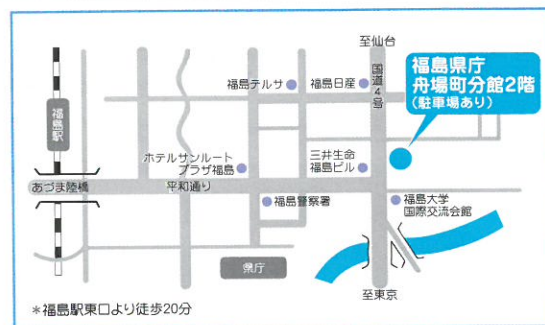 至仙台
福島県庁
舟場町分館2階
(駐車場あり)
国道4号
福島テルサ
福島日産
福島駅
ホテルサンルート
プラザ福島
三井生命
福島ビル
あづま陸橋
平和通り
福島警察署
福島大学
国際交流会館
県庁
至東京
*福島駅東口より徒歩20分